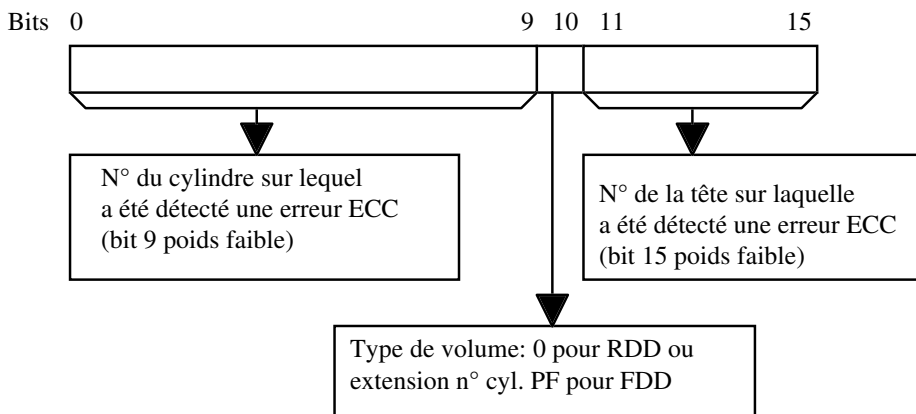 Bits 0 9 10 11 15
N° du cylindre sur lequel
a été détecté une erreur ECC
(bit 9 poids faible)
N° de la tête sur laquelle
a été détecté une erreur ECC
(bit 15 poids faible)
Type de volume: 0 pour RDD ou
extension n° cyl. PF pour FDD